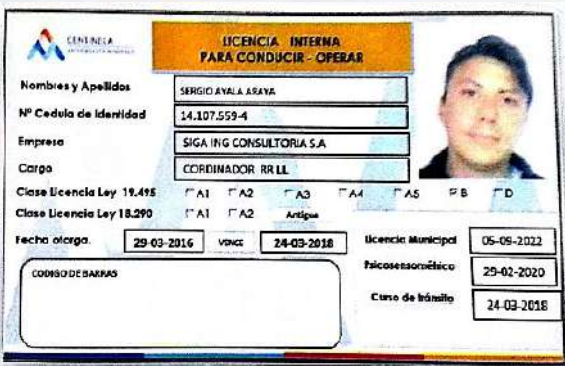 CENTINELA
LICENCIA INTERNA
PARA CONDUCIR - OPERAR
Nombres y Apellidos SERGIO AYALA ARAYA
Nº Cedula de Identidad 14.107.559-4
Empresa SIGA ING CONSULTORIA S.A
Cargo CORDINADOR RR LL
Clase Licencia Ley 19.495 A1 A2 A3 A4 A5 B D
Clase Licencia Ley 18.290 A1 A2 Antigua
Fecha otorga. 29-03-2016 VENCE 24-03-2018
Licencia Municipal 05-09-2022
Psicosensométrico 29-02-2020
Curso de tránsito 24-03-2018
CODIGO DE BARRAS